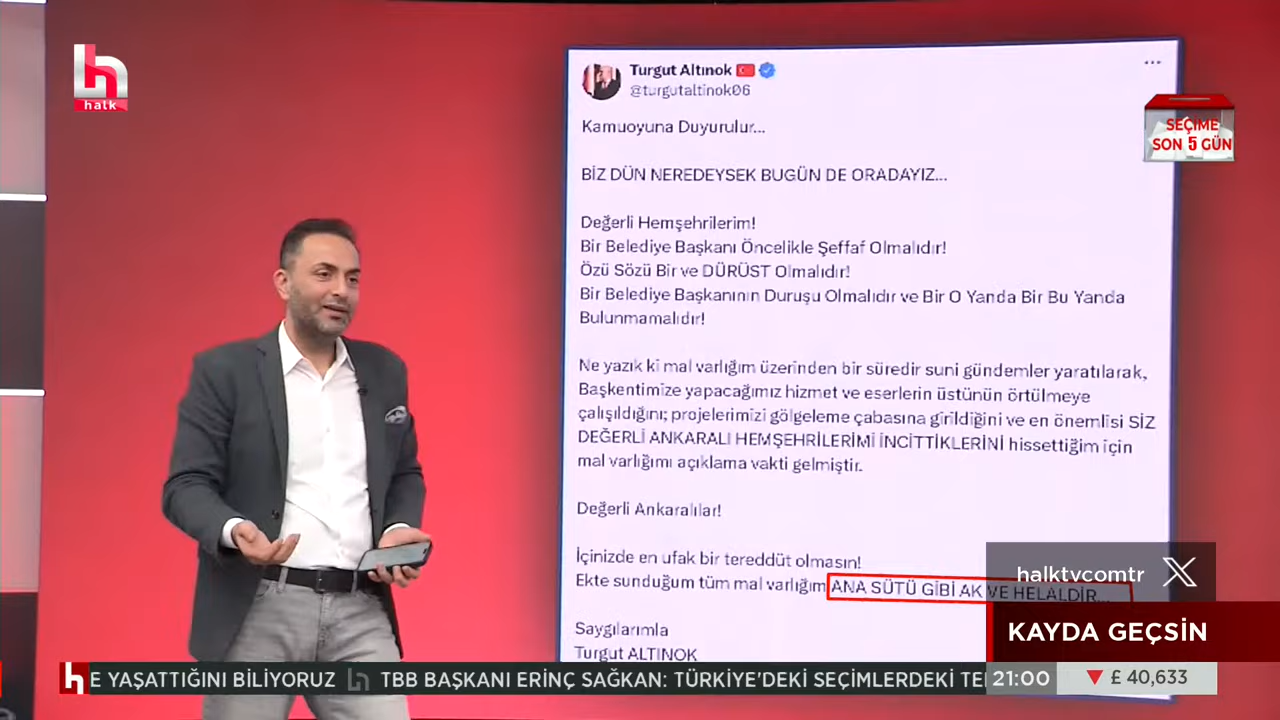 h
halk
Turgut Altınok
@turgutaltinok06
Kamuoyuna Duyurulur...
BİZ DÜN NEREDEYSEK BUGÜN DE ORADAYIZ...
Değerli Hemşehrilerim!
Bir Belediye Başkanı Öncelikle Şeffaf Olmalıdır!
Özü Sözü Bir ve DÜRÜST Olmalıdır!
Bir Belediye Başkanının Duruşu Olmalıdır ve Bir O Yanda Bir Bu Yanda
Bulunmamalıdır!
Ne yazık ki mal varlığım üzerinden bir süredir suni gündemler yaratılarak,
Başkentimize yapacağımız hizmet ve eserlerin üstünün örtülmeye
çalışıldığını; projelerimizi gölgeleme çabasına girildiğini ve en önemlisi SİZ
DEĞERLİ ANKARALI HEMŞEHRİLERİMİ İNCİTTİKLERİNİ hissettiğim için
mal varlığımı açıklama vakti gelmiştir.
Değerli Ankaralılar!
İçinizde en ufak bir tereddüt olmasın!
Ekte sunduğum tüm mal varlığım ANA SÜTÜ GİBİ AK VE HELALDİR...
Saygılarımla
Turgut ALTINOK
SEÇİME
SON 5 GÜN
halktvcomtr X
KAYDA GEÇSİN
h E YAŞATTIĞINI BİLİYORUZ h TBB BAŞKANI ERİNÇ SAĞKAN: TÜRKİYE'DEKİ SEÇİMLERDEKİ TE 21:00 £ 40,633